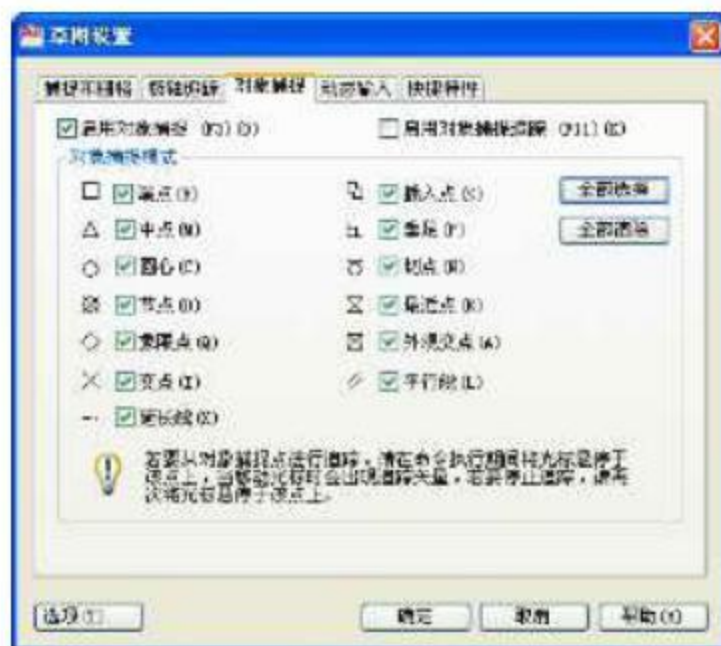 草图设置
捕捉和栅格 极轴追踪 对象捕捉 动态输入 快捷特性
启用对象捕捉 (F3)(O) 启用对象捕捉追踪 (F11)(K)
对象捕捉模式
端点(E) 插入点(S) 全部选择
中点(M) 垂足(P) 全部清除
圆心(C) 切点(N)
节点(D) 最近点(R)
象限点(Q) 外观交点(A)
交点(I) 平行线(L)
延长线(X)
若要从对象捕捉点进行追踪，请在命令执行期间将光标悬停于
该点上，当移动光标时会出现追踪矢量，若要停止追踪，请再
次将光标悬停于该点上。
选项(T) 确定 取消 帮助(H)